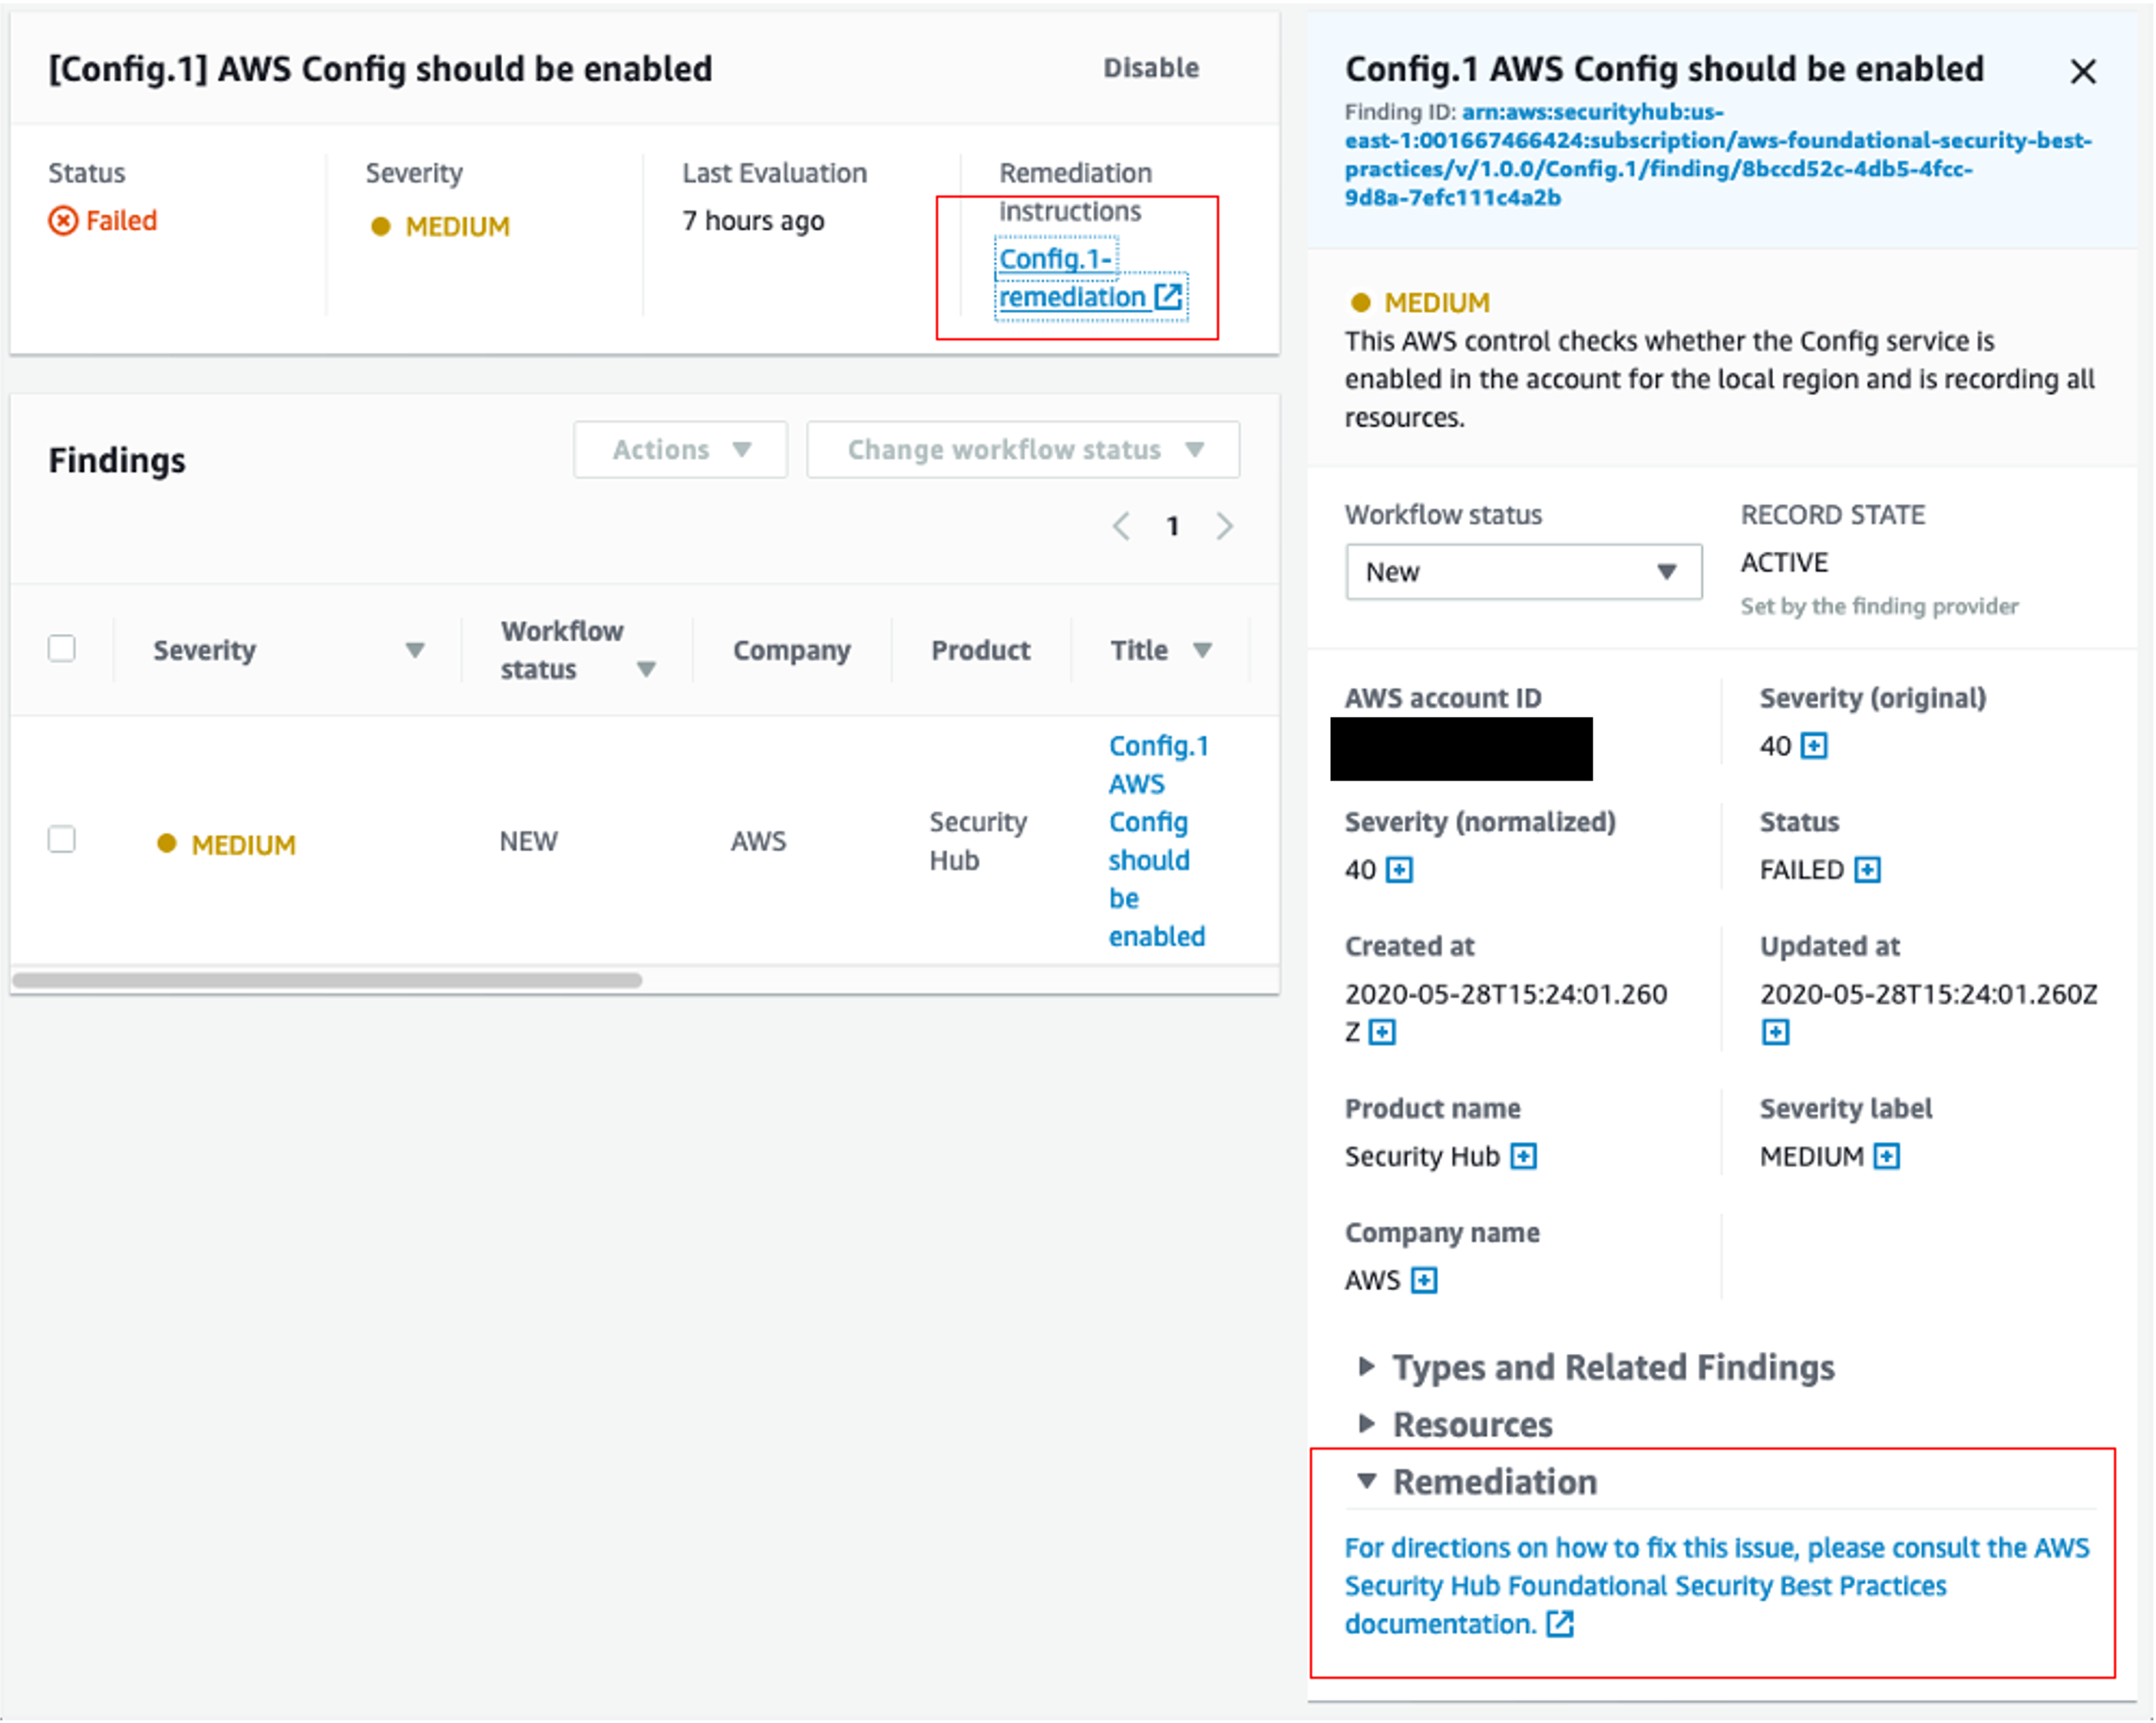 [Config.1] AWS Config should be enabled
Disable
Status
Failed
Severity
MEDIUM
Last Evaluation
7 hours ago
Remediation
instructions
Config.1-
remediation
Findings
Actions
Change workflow status
1
Severity
Workflow
status
Company
Product
Title
MEDIUM
NEW
AWS
Security
Hub
Config.1
AWS
Config
should
be
enabled
Config.1 AWS Config should be enabled
Finding ID: arn:aws:securityhub:us-
east-1:001667466424:subscription/aws-foundational-security-best-
practices/v/1.0.0/Config.1/finding/8bccd52c-4db5-4fcc-
9d8a-7efc111c4a2b
MEDIUM
This AWS control checks whether the Config service is
enabled in the account for the local region and is recording all
resources.
Workflow status
New
RECORD STATE
ACTIVE
Set by the finding provider
AWS account ID
Severity (original)
40
Severity (normalized)
40
Status
FAILED
Created at
2020-05-28T15:24:01.260
Z
Updated at
2020-05-28T15:24:01.260Z
Product name
Security Hub
Severity label
MEDIUM
Company name
AWS
Types and Related Findings
Resources
Remediation
For directions on how to fix this issue, please consult the AWS
Security Hub Foundational Security Best Practices
documentation.